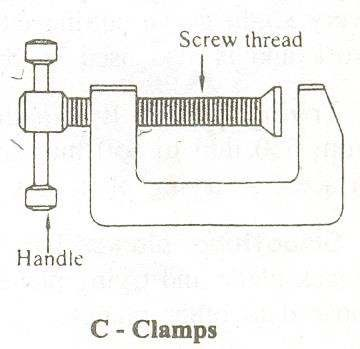 Screw thread
Handle
C - Clamps